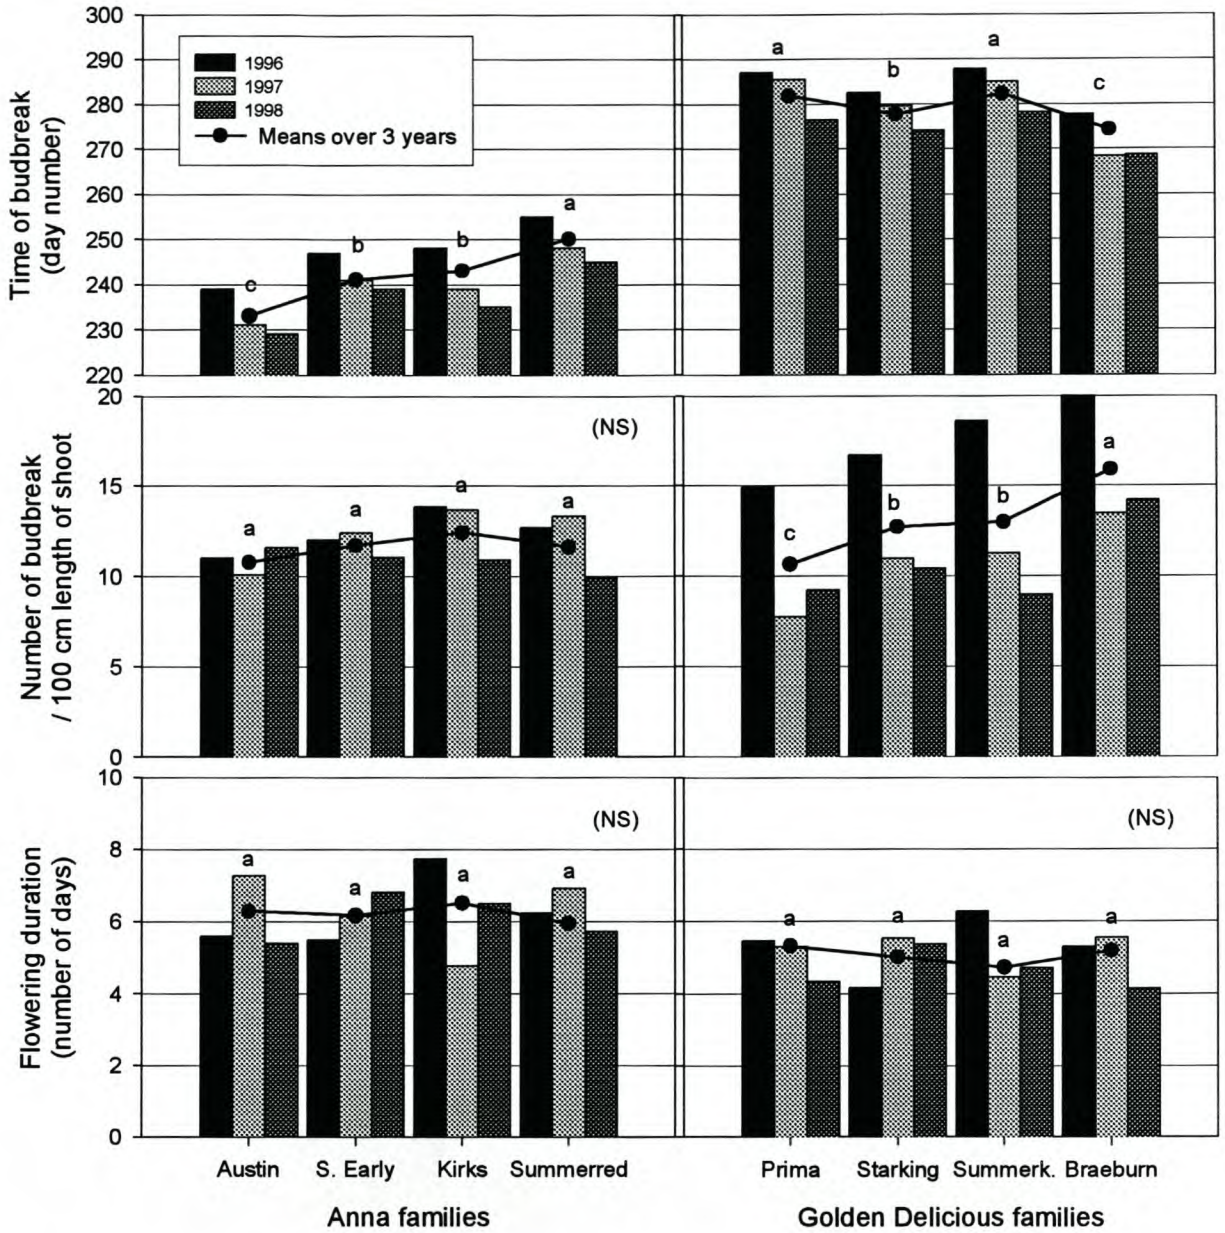 Time of budbreak
(day number)
300
290
280
270
260
250
240
230
220
1996
1997
1998
Means over 3 years
c
b
b
a
a
b
a
c
Number of budbreak
/ 100 cm length of shoot
20
15
10
5
0
(NS)
a
a
a
a
c
b
b
a
Flowering duration
(number of days)
10
8
6
4
2
0
(NS)
a
a
a
a
(NS)
a
a
a
a
Austin
S. Early
Kirks
Summerred
Prima
Starking
Summerk.
Braeburn
Anna families
Golden Delicious families